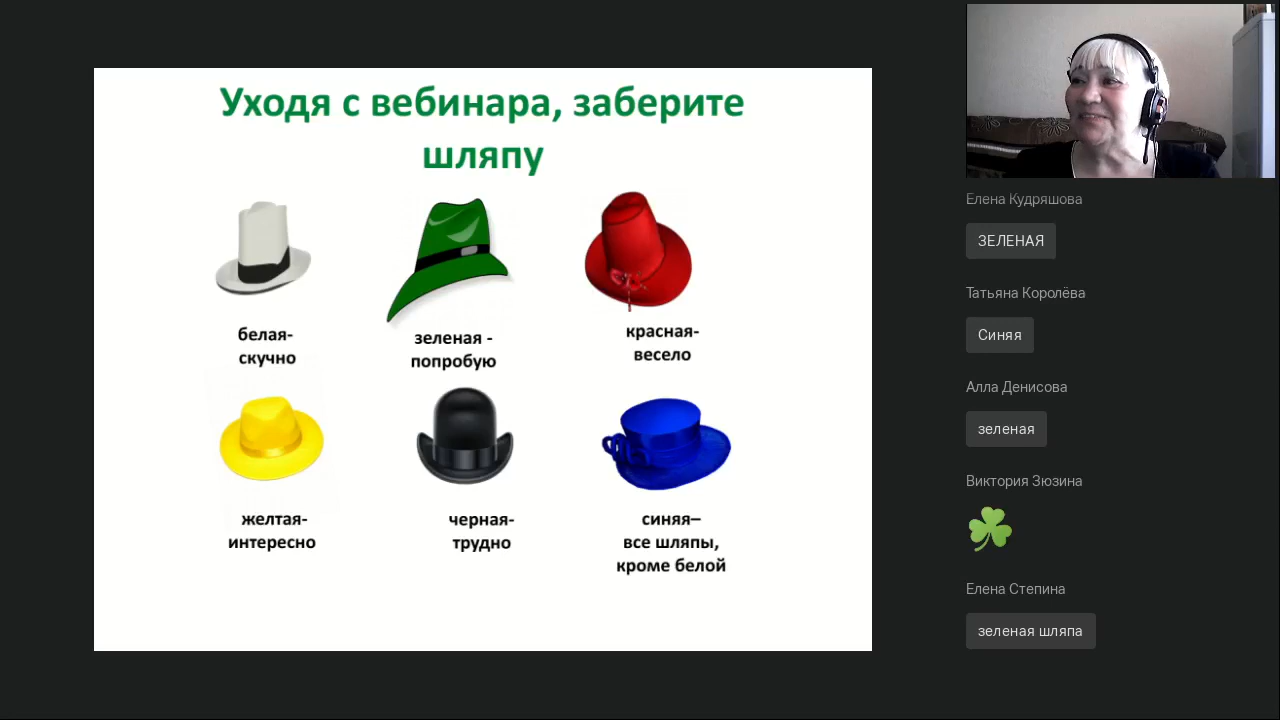 Уходя с вебинара, заберите
шляпу
белая-
скучно
зеленая -
попробую
красная-
весело
желтая-
интересно
черная-
трудно
синяя–
все шляпы,
кроме белой
Елена Кудряшова
ЗЕЛЕНАЯ
Татьяна Королёва
Синяя
Алла Денисова
зеленая
Виктория Зюзина
Елена Степина
зеленая шляпа